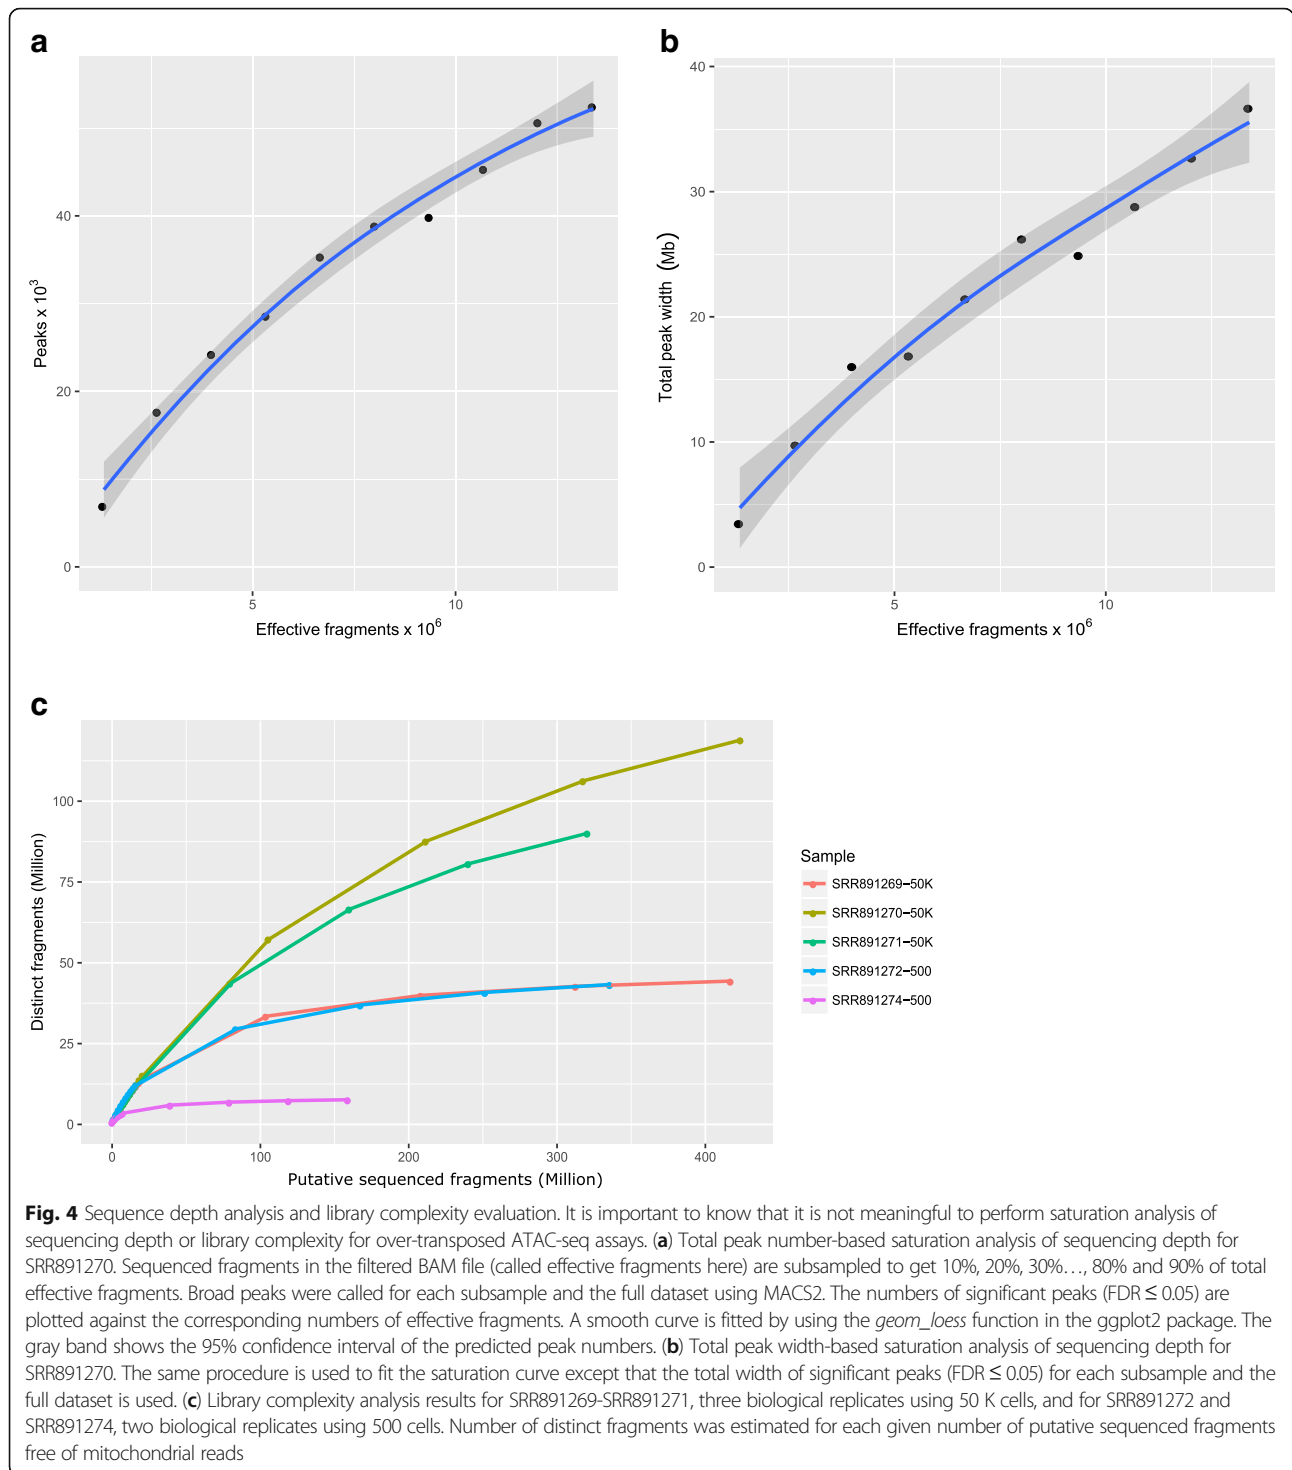 a
b
40
20
0
Peaks x 10³
5
10
Effective fragments x 10⁶
40
30
20
10
0
Total peak width (Mb)
5
10
Effective fragments x 10⁶
c
100
75
50
25
0
Distinct fragments (Million)
0
100
200
300
400
Putative sequenced fragments (Million)
Sample
SRR891269−50K
SRR891270−50K
SRR891271−50K
SRR891272−500
SRR891274−500
Fig. 4 Sequence depth analysis and library complexity evaluation. It is important to know that it is not meaningful to perform saturation analysis of
sequencing depth or library complexity for over-transposed ATAC-seq assays. (a) Total peak number-based saturation analysis of sequencing depth for
SRR891270. Sequenced fragments in the filtered BAM file (called effective fragments here) are subsampled to get 10%, 20%, 30%…, 80% and 90% of total
effective fragments. Broad peaks were called for each subsample and the full dataset using MACS2. The numbers of significant peaks (FDR ≤ 0.05) are
plotted against the corresponding numbers of effective fragments. A smooth curve is fitted by using the geom_loess function in the ggplot2 package. The
gray band shows the 95% confidence interval of the predicted peak numbers. (b) Total peak width-based saturation analysis of sequencing depth for
SRR891270. The same procedure is used to fit the saturation curve except that the total width of significant peaks (FDR ≤ 0.05) for each subsample and the
full dataset is used. (c) Library complexity analysis results for SRR891269-SRR891271, three biological replicates using 50 K cells, and for SRR891272 and
SRR891274, two biological replicates using 500 cells. Number of distinct fragments was estimated for each given number of putative sequenced fragments
free of mitochondrial reads